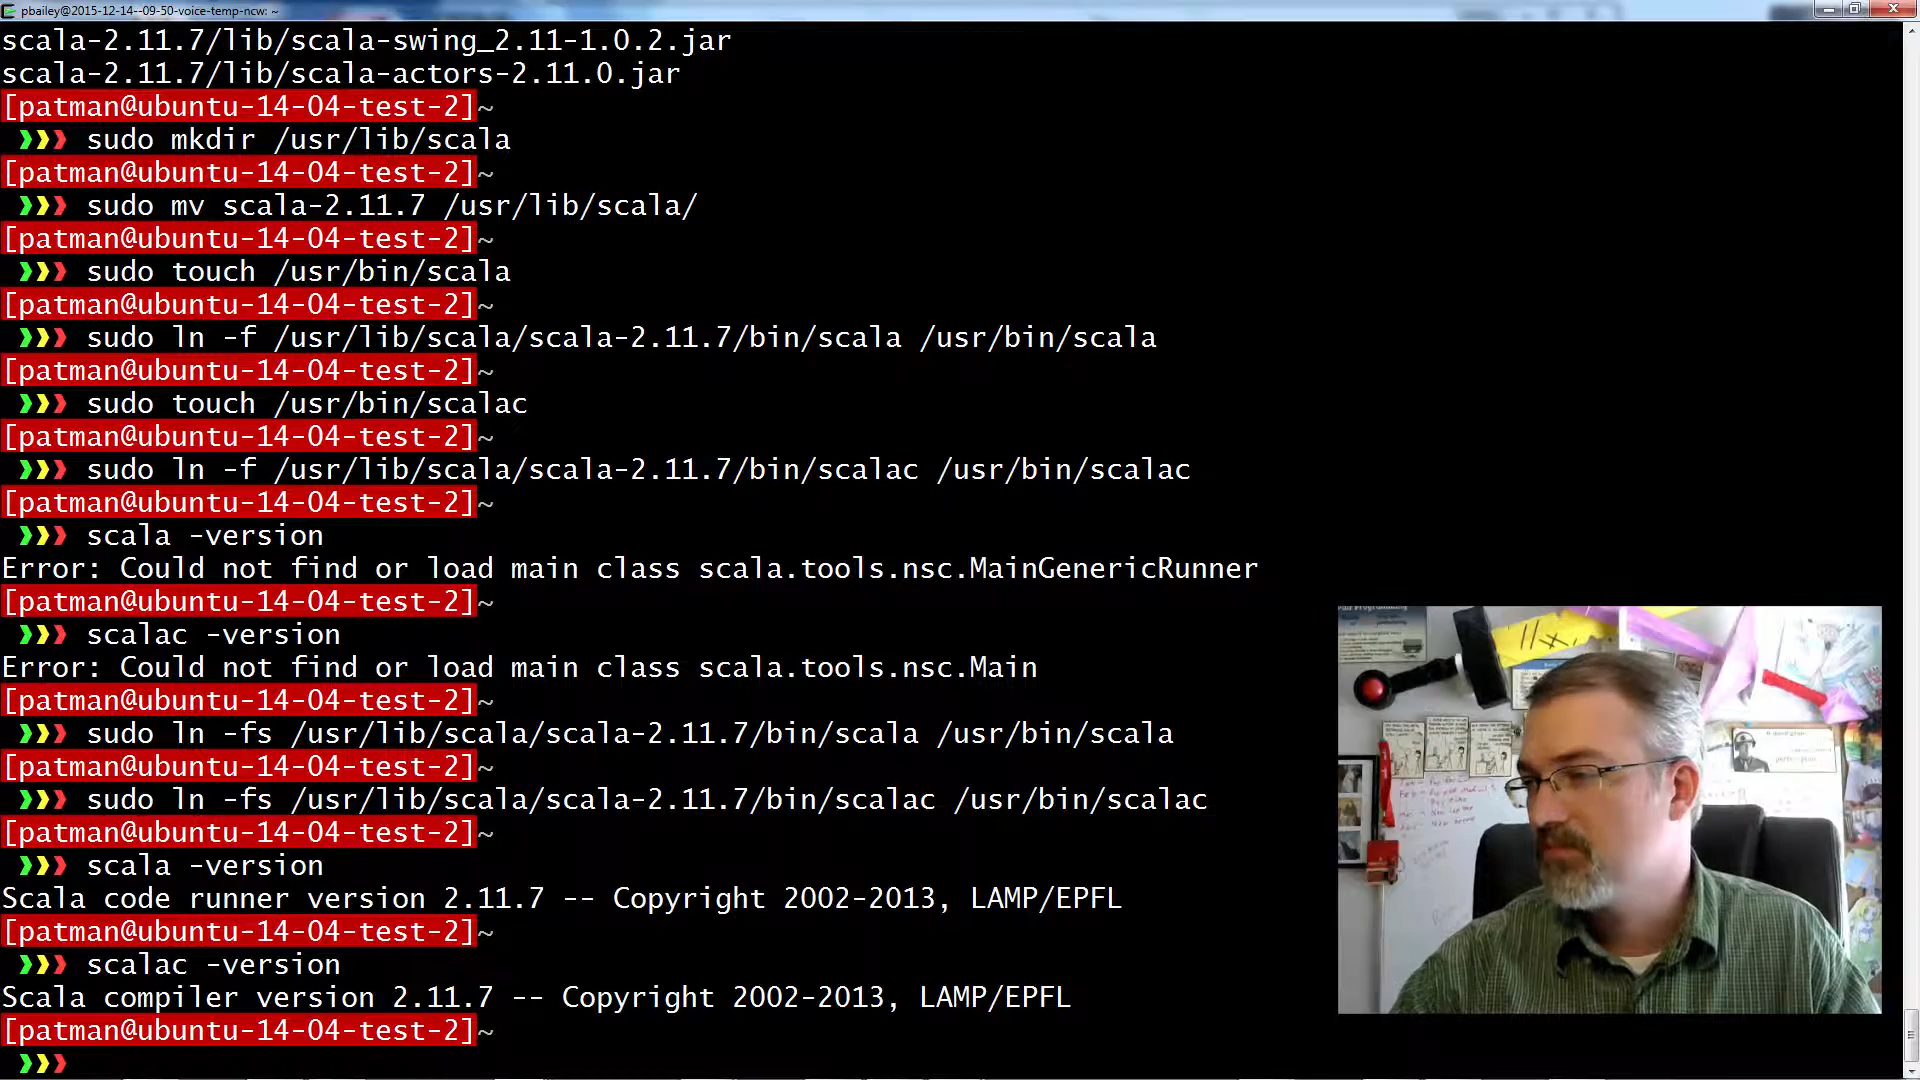 pbailey@2015-12-14--09-50-voice-temp-ncw: ~
scala-2.11.7/lib/scala-swing_2.11-1.0.2.jar
scala-2.11.7/lib/scala-actors-2.11.0.jar
[patman@ubuntu-14-04-test-2]~
❯❯❯ sudo mkdir /usr/lib/scala
[patman@ubuntu-14-04-test-2]~
❯❯❯ sudo mv scala-2.11.7 /usr/lib/scala/
[patman@ubuntu-14-04-test-2]~
❯❯❯ sudo touch /usr/bin/scala
[patman@ubuntu-14-04-test-2]~
❯❯❯ sudo ln -f /usr/lib/scala/scala-2.11.7/bin/scala /usr/bin/scala
[patman@ubuntu-14-04-test-2]~
❯❯❯ sudo touch /usr/bin/scalac
[patman@ubuntu-14-04-test-2]~
❯❯❯ sudo ln -f /usr/lib/scala/scala-2.11.7/bin/scalac /usr/bin/scalac
[patman@ubuntu-14-04-test-2]~
❯❯❯ scala -version
Error: Could not find or load main class scala.tools.nsc.MainGenericRunner
[patman@ubuntu-14-04-test-2]~
❯❯❯ scalac -version
Error: Could not find or load main class scala.tools.nsc.Main
[patman@ubuntu-14-04-test-2]~
❯❯❯ sudo ln -fs /usr/lib/scala/scala-2.11.7/bin/scala /usr/bin/scala
[patman@ubuntu-14-04-test-2]~
❯❯❯ sudo ln -fs /usr/lib/scala/scala-2.11.7/bin/scalac /usr/bin/scalac
[patman@ubuntu-14-04-test-2]~
❯❯❯ scala -version
Scala code runner version 2.11.7 -- Copyright 2002-2013, LAMP/EPFL
[patman@ubuntu-14-04-test-2]~
❯❯❯ scalac -version
Scala compiler version 2.11.7 -- Copyright 2002-2013, LAMP/EPFL
[patman@ubuntu-14-04-test-2]~
❯❯❯